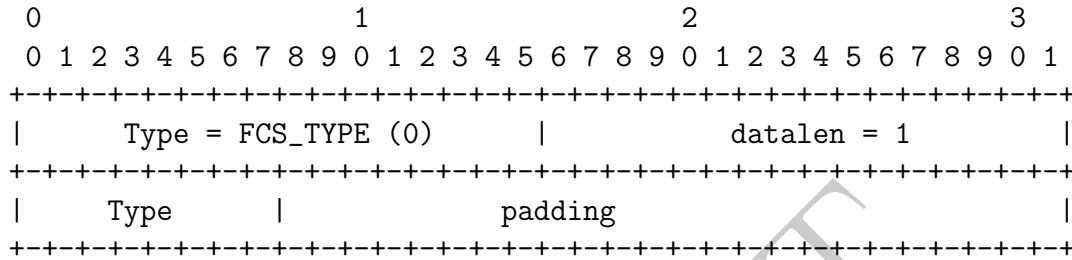 0                   1                   2                   3
 0 1 2 3 4 5 6 7 8 9 0 1 2 3 4 5 6 7 8 9 0 1 2 3 4 5 6 7 8 9 0 1
+-+-+-+-+-+-+-+-+-+-+-+-+-+-+-+-+-+-+-+-+-+-+-+-+-+-+-+-+-+-+-+-+
|      Type = FCS_TYPE (0)      |           datalen = 1         |
+-+-+-+-+-+-+-+-+-+-+-+-+-+-+-+-+-+-+-+-+-+-+-+-+-+-+-+-+-+-+-+-+
|     Type      |             padding                           |
+-+-+-+-+-+-+-+-+-+-+-+-+-+-+-+-+-+-+-+-+-+-+-+-+-+-+-+-+-+-+-+-+